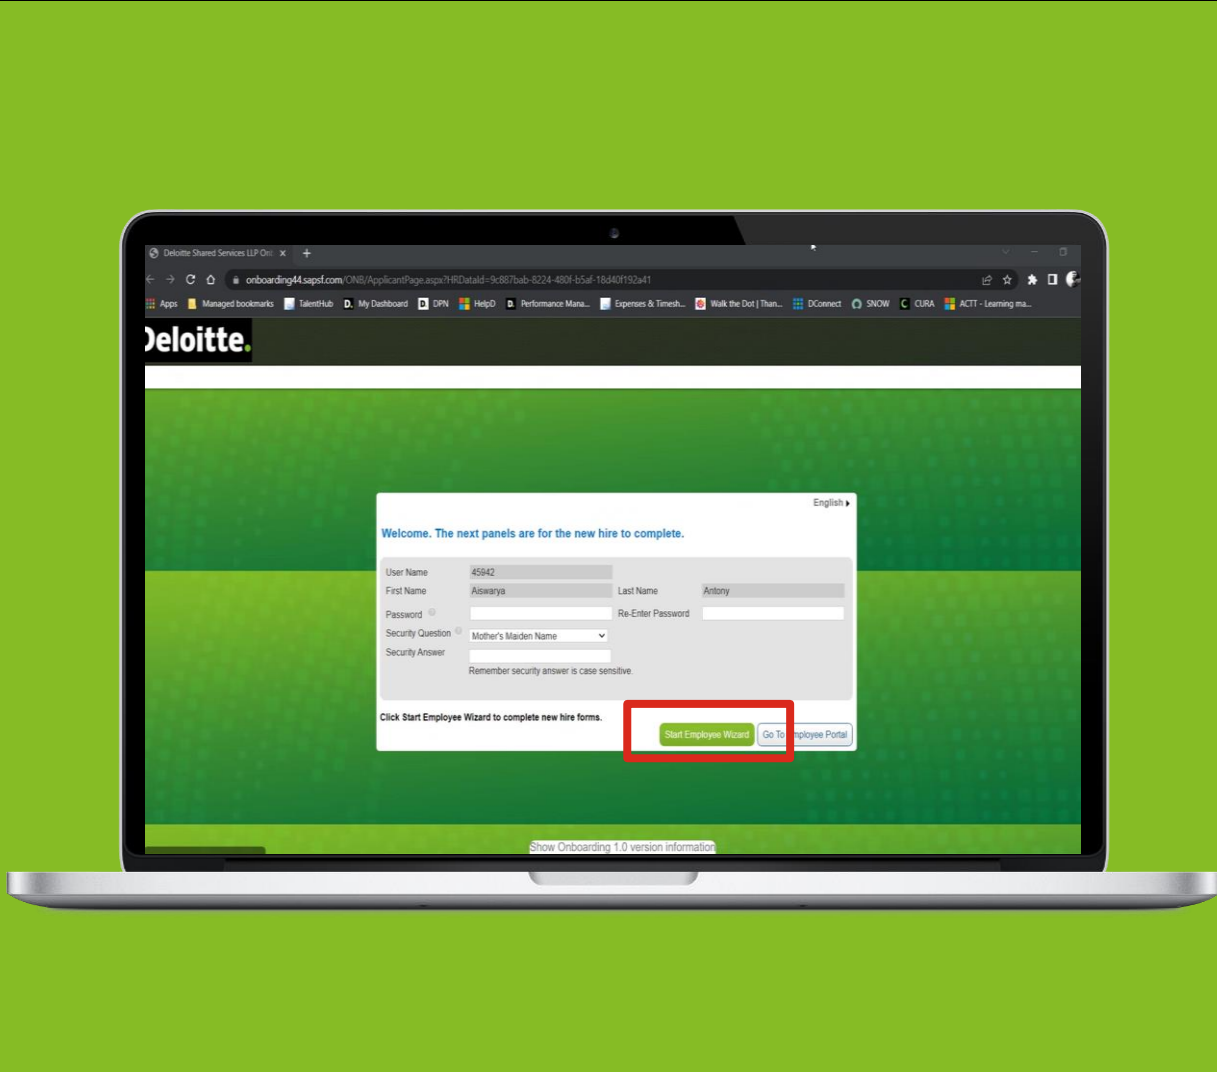 Deloitte Shared Services LLP On
onboarding44.sapsf.com/ONB/ApplicantPage.aspx?HRDataId=9c887bab-8224-480f-b5af-18d40f192a41
Apps Managed bookmarks TalentHub D. My Dashboard D. DPN HelpD D. Performance Mana... Expenses & Timesh... Walk the Dot | Than... DConnect SNOW C CURA ACTT - Learning ma...
Deloitte.
English
Welcome. The next panels are for the new hire to complete.
User Name 45942
First Name Aiswarya Last Name Antony
Password Re-Enter Password
Security Question Mother's Maiden Name
Security Answer
Remember security answer is case sensitive.
Click Start Employee Wizard to complete new hire forms.
Start Employee Wizard Go To Employee Portal
Show Onboarding 1.0 version information